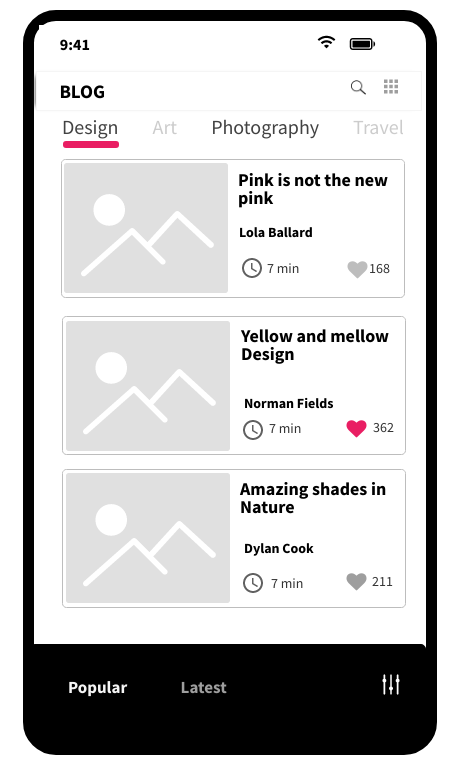 9:41
BLOG
Design Art Photography Travel
Pink is not the new
pink
Lola Ballard
7 min 168
Yellow and mellow
Design
Norman Fields
7 min 362
Amazing shades in
Nature
Dylan Cook
7 min 211
Popular Latest